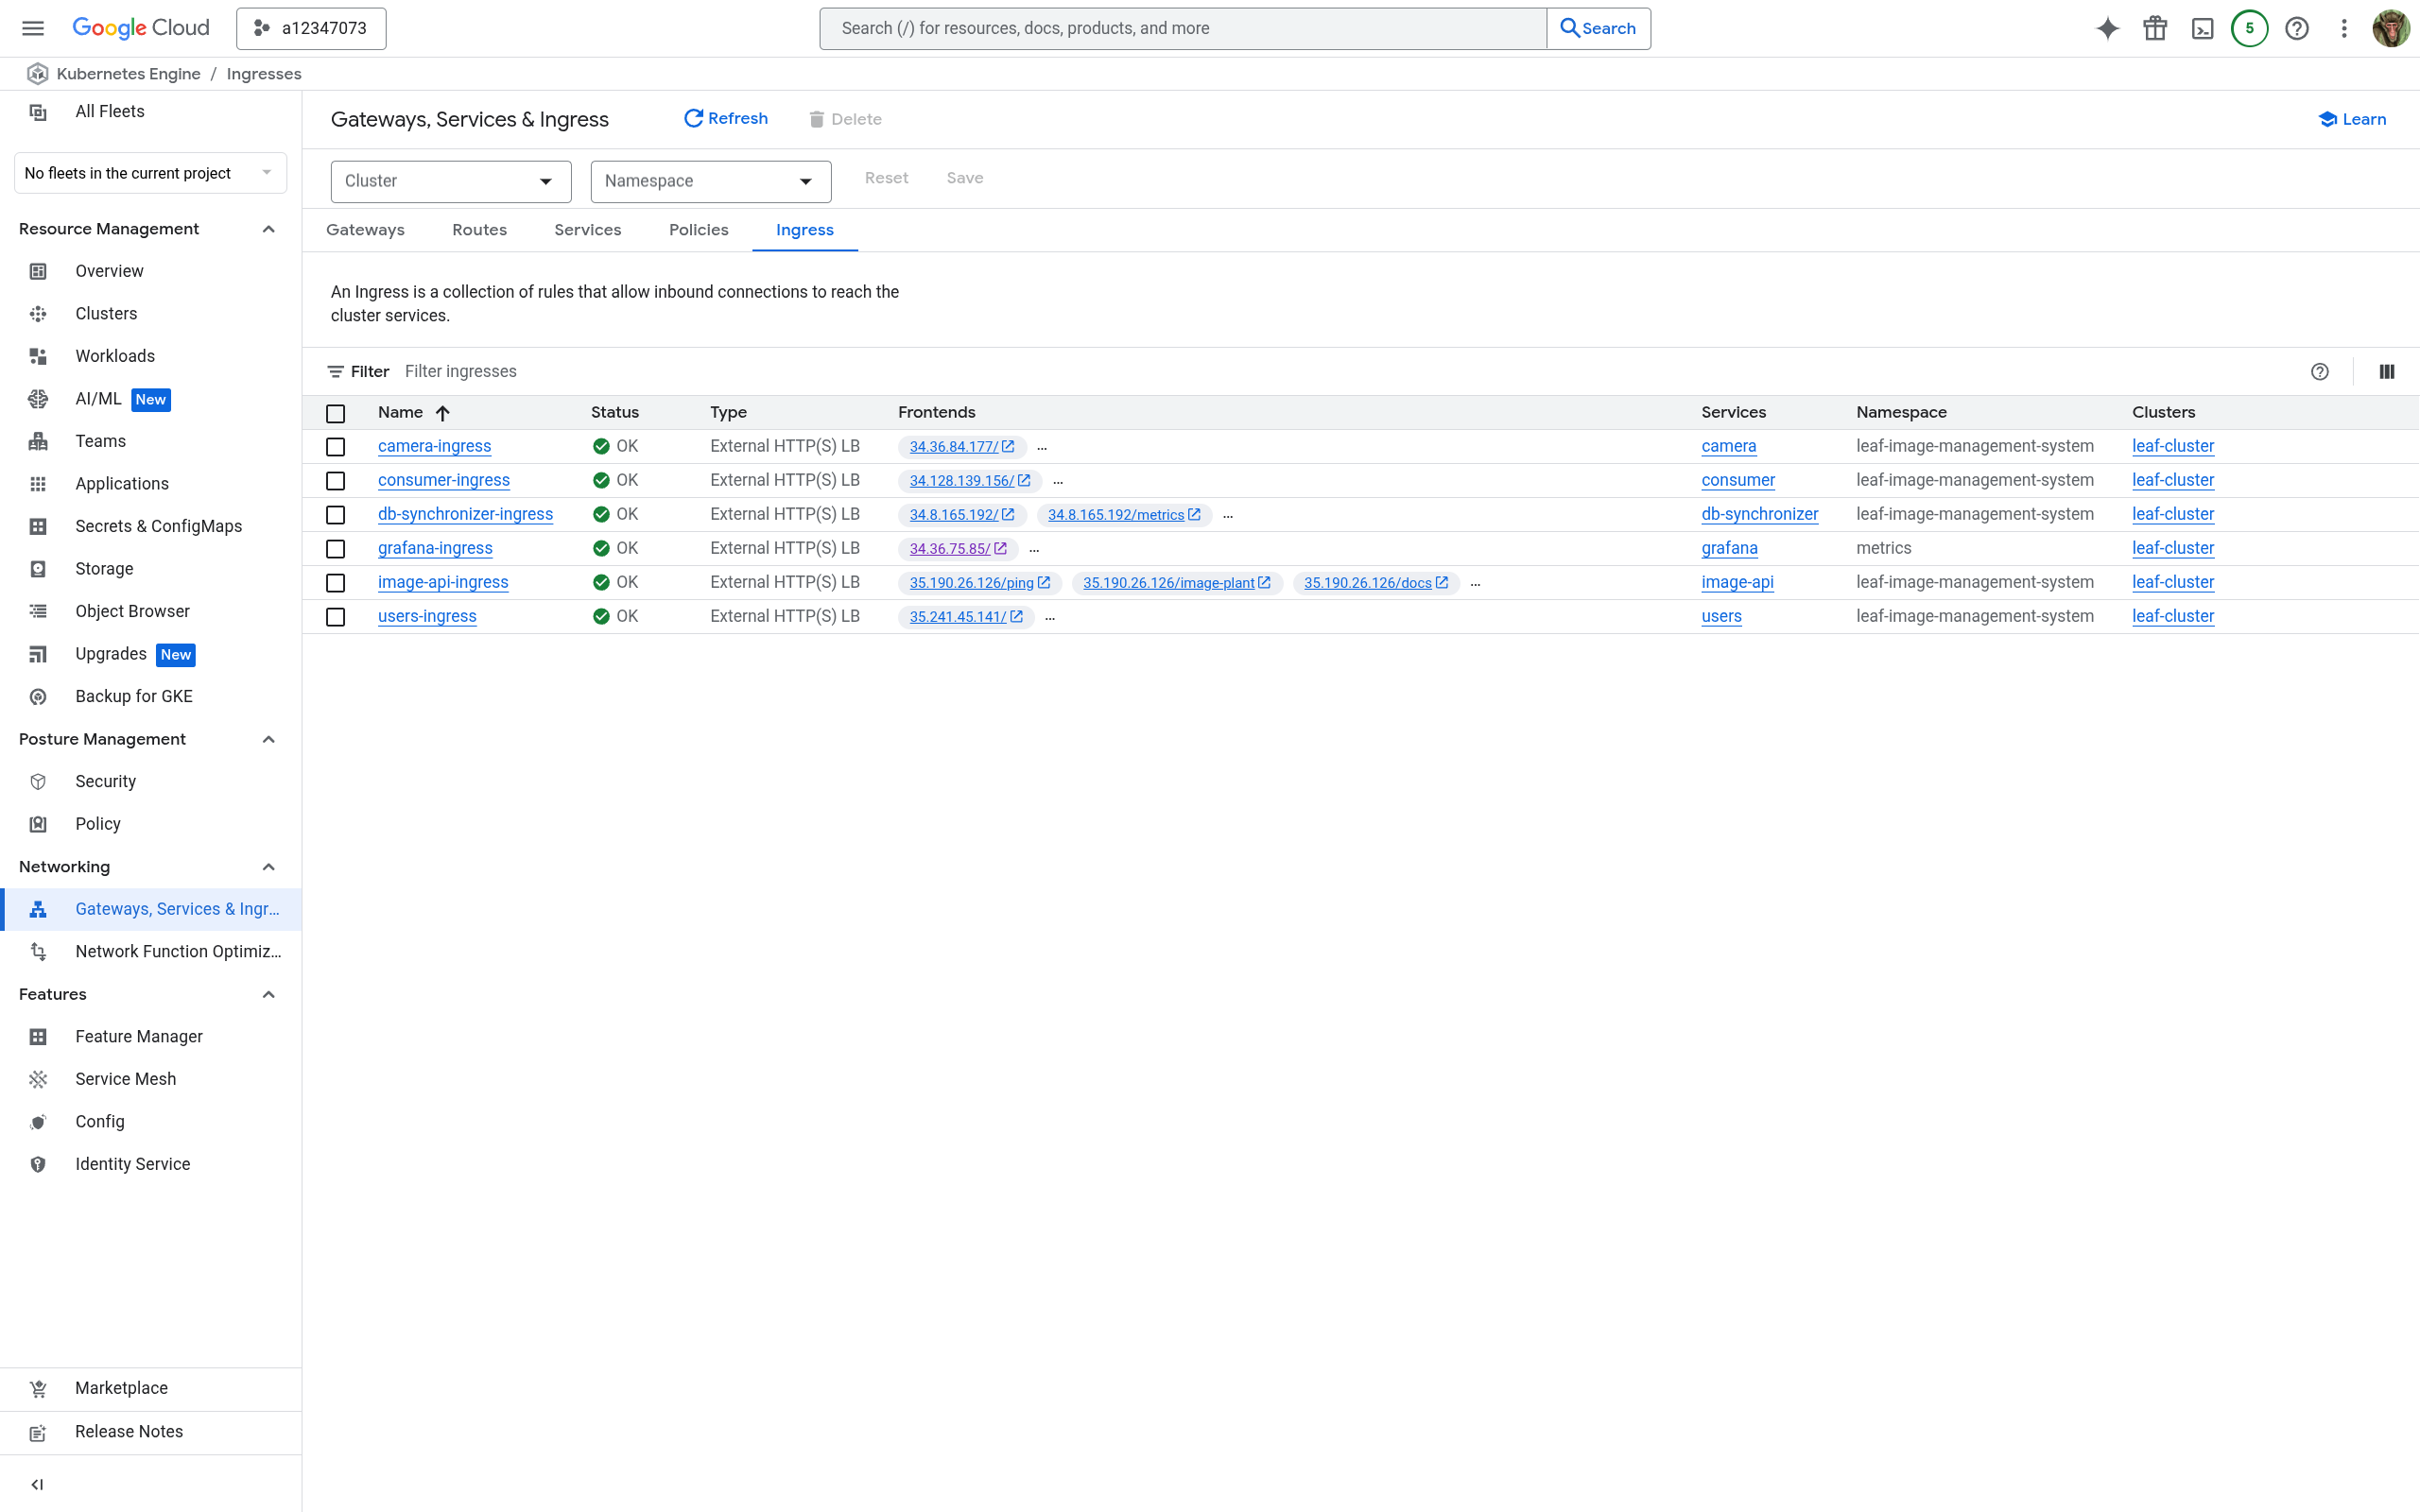 Google Cloud
a12347073
Search (/) for resources, docs, products, and more
Search
5
Kubernetes Engine / Ingresses
All Fleets
No fleets in the current project
Resource Management
Overview
Clusters
Workloads
AI/ML New
Teams
Applications
Secrets & ConfigMaps
Storage
Object Browser
Upgrades New
Backup for GKE
Posture Management
Security
Policy
Networking
Gateways, Services & Ingr...
Network Function Optimiz...
Features
Feature Manager
Service Mesh
Config
Identity Service
Marketplace
Release Notes
Gateways, Services & Ingress Refresh Delete Learn
Cluster Namespace Reset Save
Gateways Routes Services Policies Ingress
An Ingress is a collection of rules that allow inbound connections to reach the
cluster services.
Filter Filter ingresses
Name Status Type Frontends Services Namespace Clusters
camera-ingress OK External HTTP(S) LB 34.36.84.177/ ... camera leaf-image-management-system leaf-cluster
consumer-ingress OK External HTTP(S) LB 34.128.139.156/ ... consumer leaf-image-management-system leaf-cluster
db-synchronizer-ingress OK External HTTP(S) LB 34.8.165.192/ 34.8.165.192/metrics ... db-synchronizer leaf-image-management-system leaf-cluster
grafana-ingress OK External HTTP(S) LB 34.36.75.85/ ... grafana metrics leaf-cluster
image-api-ingress OK External HTTP(S) LB 35.190.26.126/ping 35.190.26.126/image-plant 35.190.26.126/docs ... image-api leaf-image-management-system leaf-cluster
users-ingress OK External HTTP(S) LB 35.241.45.141/ ... users leaf-image-management-system leaf-cluster